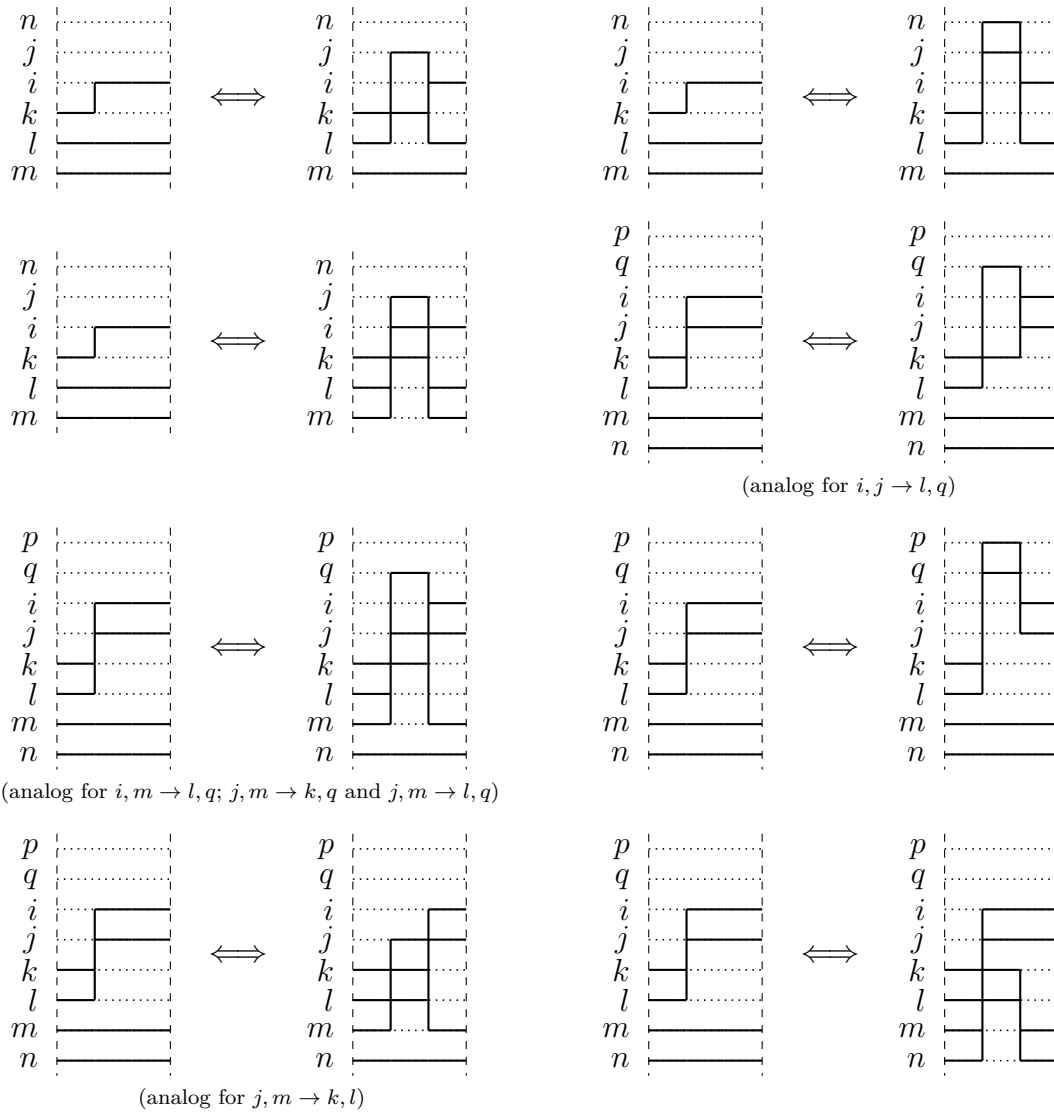 n n n n
j j j j
i i i i
⟺ ⟺
k k k k
l l l l
m m m m
p p
n n q q
j j i i
i i j j
⟺ ⟺
k k k k
l l l l
m m m m
n n
(analog for i, j → l, q)
p p p p
q q q q
i i i i
j j j j
⟺ ⟺
k k k k
l l l l
m m m m
n n n n
(analog for i, m → l, q; j, m → k, q and j, m → l, q)
p p p p
q q q q
i i i i
j j j j
⟺ ⟺
k k k k
l l l l
m m m m
n n n n
(analog for j, m → k, l)